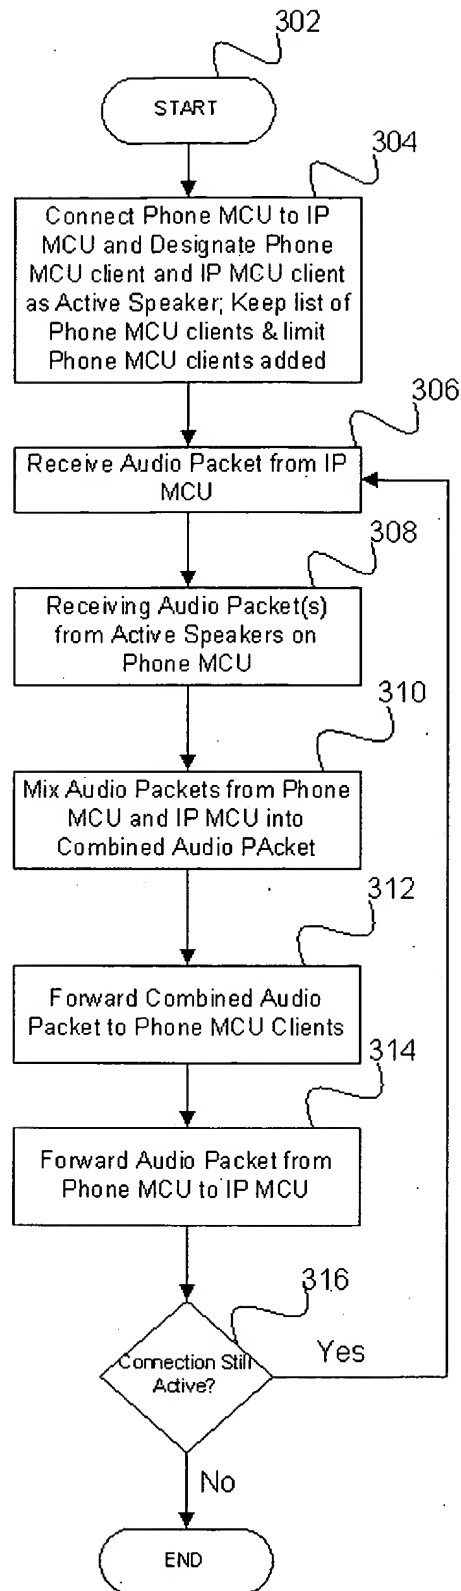 302
START
304
Connect Phone MCU to IP
MCU and Designate Phone
MCU client and IP MCU client
as Active Speaker; Keep list of
Phone MCU clients & limit
Phone MCU clients added
306
Receive Audio Packet from IP
MCU
308
Receiving Audio Packet(s)
from Active Speakers on
Phone MCU
310
Mix Audio Packets from Phone
MCU and IP MCU into
Combined Audio PAcket
312
Forward Combined Audio
Packet to Phone MCU Clients
314
Forward Audio Packet from
Phone MCU to IP MCU
316
Connection Still
Active?
Yes
No
END